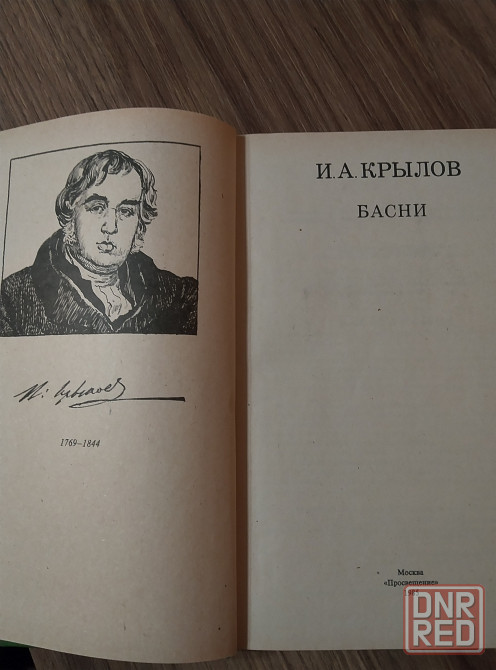 1769–1844
И. А. КРЫЛОВ
БАСНИ
Москва
«Просвещение»
DNR
RED